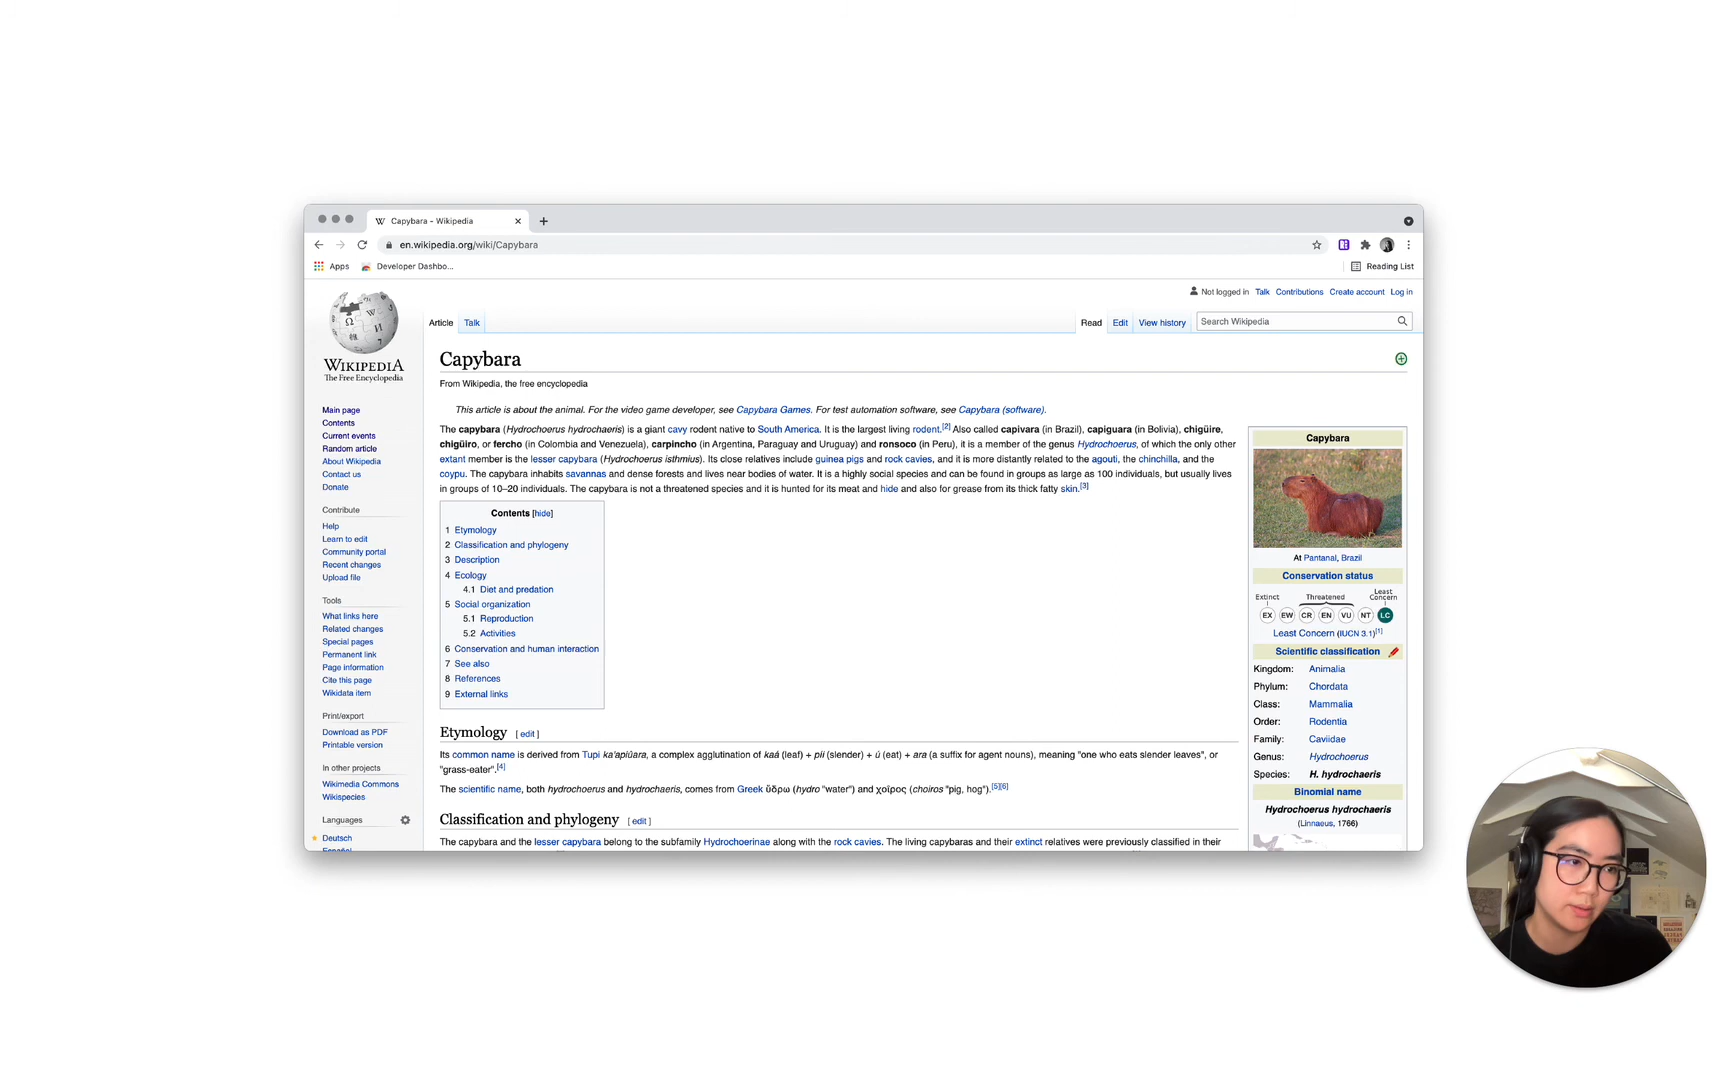 Capybara - Wikipedia
en.wikipedia.org/wiki/Capybara
Apps
Developer Dashbo...
Reading List
WIKIPEDIA
The Free Encyclopedia
Not logged in Talk Contributions Create account Log in
Article Talk
Read Edit View history
Search Wikipedia
Main page
Contents
Current events
Random article
About Wikipedia
Contact us
Donate
Contribute
Help
Learn to edit
Community portal
Recent changes
Upload file
Tools
What links here
Related changes
Special pages
Permanent link
Page information
Cite this page
Wikidata item
Print/export
Download as PDF
Printable version
In other projects
Wikimedia Commons
Wikispecies
Languages
Deutsch
Español
Capybara
From Wikipedia, the free encyclopedia
This article is about the animal. For the video game developer, see Capybara Games. For test automation software, see Capybara (software).
The capybara (Hydrochoerus hydrochaeris) is a giant cavy rodent native to South America. It is the largest living rodent.[2] Also called capivara (in Brazil), capiguara (in Bolivia), chigüire,
chigüiro, or fercho (in Colombia and Venezuela), carpincho (in Argentina, Paraguay and Uruguay) and ronsoco (in Peru), it is a member of the genus Hydrochoerus, of which the only other
extant member is the lesser capybara (Hydrochoerus isthmius). Its close relatives include guinea pigs and rock cavies, and it is more distantly related to the agouti, the chinchilla, and the
coypu. The capybara inhabits savannas and dense forests and lives near bodies of water. It is a highly social species and can be found in groups as large as 100 individuals, but usually lives
in groups of 10–20 individuals. The capybara is not a threatened species and it is hunted for its meat and hide and also for grease from its thick fatty skin.[3]
Contents [hide]
1 Etymology
2 Classification and phylogeny
3 Description
4 Ecology
4.1 Diet and predation
5 Social organization
5.1 Reproduction
5.2 Activities
6 Conservation and human interaction
7 See also
8 References
9 External links
Etymology [ edit ]
Its common name is derived from Tupi ka'apiûara, a complex agglutination of kaá (leaf) + píi (slender) + ú (eat) + ara (a suffix for agent nouns), meaning "one who eats slender leaves", or
"grass-eater".[4]
The scientific name, both hydrochoerus and hydrochaeris, comes from Greek ὕδρω (hydro "water") and χοῖρος (choiros "pig, hog").[5][6]
Classification and phylogeny [ edit ]
The capybara and the lesser capybara belong to the subfamily Hydrochoerinae along with the rock cavies. The living capybaras and their extinct relatives were previously classified in their
Capybara
At Pantanal, Brazil
Conservation status
Extinct Threatened Least Concern
EX EW CR EN VU NT LC
Least Concern (IUCN 3.1)[1]
Scientific classification
Kingdom: Animalia
Phylum: Chordata
Class: Mammalia
Order: Rodentia
Family: Caviidae
Genus: Hydrochoerus
Species: H. hydrochaeris
Binomial name
Hydrochoerus hydrochaeris
(Linnaeus, 1766)